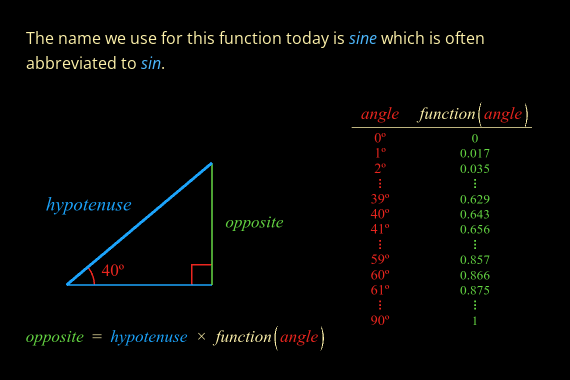 The name we use for this function today is sine which is often
abbreviated to sin.
angle function(angle)
0º 0
1º 0.017
2º 0.035
⋮ ⋮
39º 0.629
40º 0.643
41º 0.656
⋮ ⋮
59º 0.857
60º 0.866
61º 0.875
⋮ ⋮
90º 1
hypotenuse
opposite
40º
opposite = hypotenuse × function(angle)